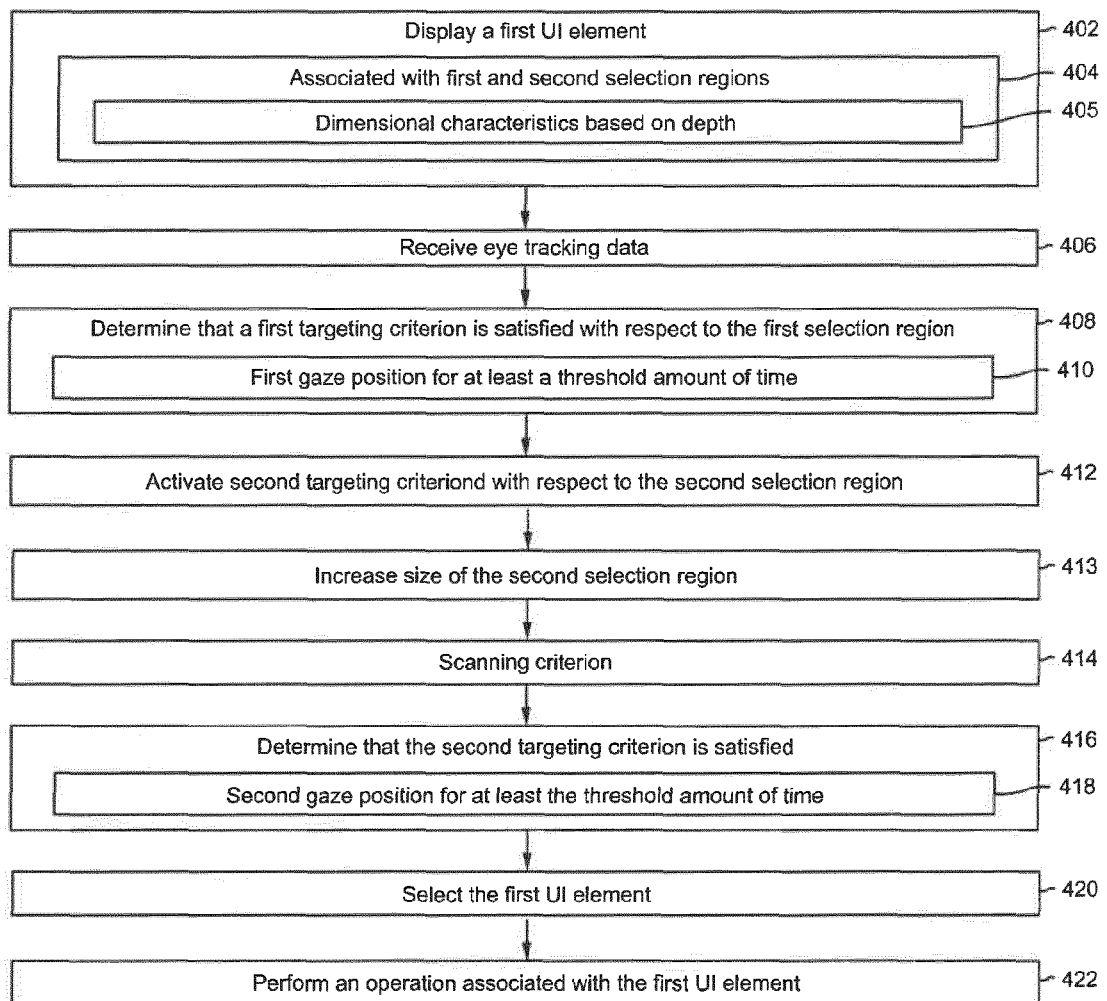 Display a first UI element
402
Associated with first and second selection regions
404
Dimensional characteristics based on depth
405
Receive eye tracking data
406
Determine that a first targeting criterion is satisfied with respect to the first selection region
408
First gaze position for at least a threshold amount of time
410
Activate second targeting criteriond with respect to the second selection region
412
Increase size of the second selection region
413
Scanning criterion
414
Determine that the second targeting criterion is satisfied
416
Second gaze position for at least the threshold amount of time
418
Select the first UI element
420
Perform an operation associated with the first UI element
422